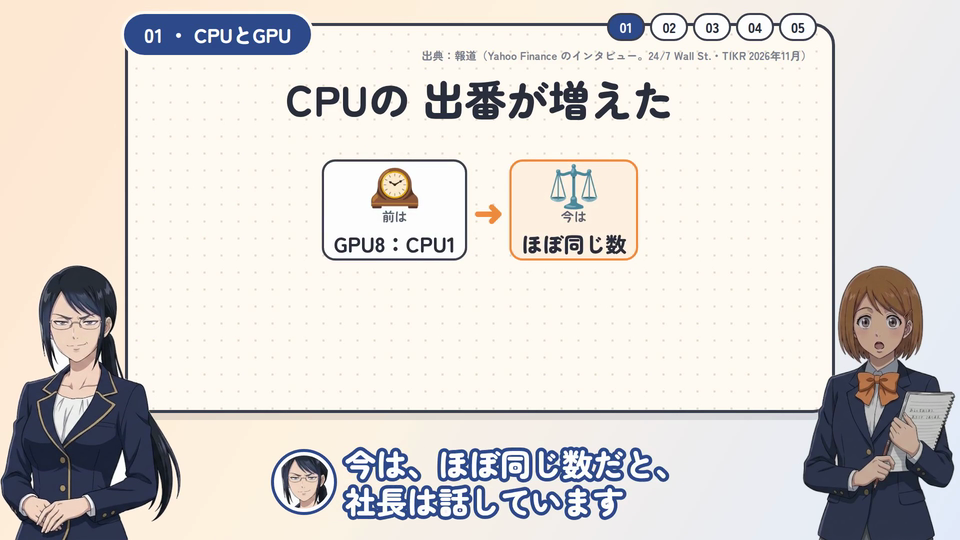 01 ・ CPUとGPU
01 02 03 04 05
出典：報道（Yahoo Finance のインタビュー。24/7 Wall St.・TIKR 2026年11月）
CPUの 出番が増えた
前は
GPU8：CPU1
今は
ほぼ同じ数
今は、ほぼ同じ数だと、
社長は話しています